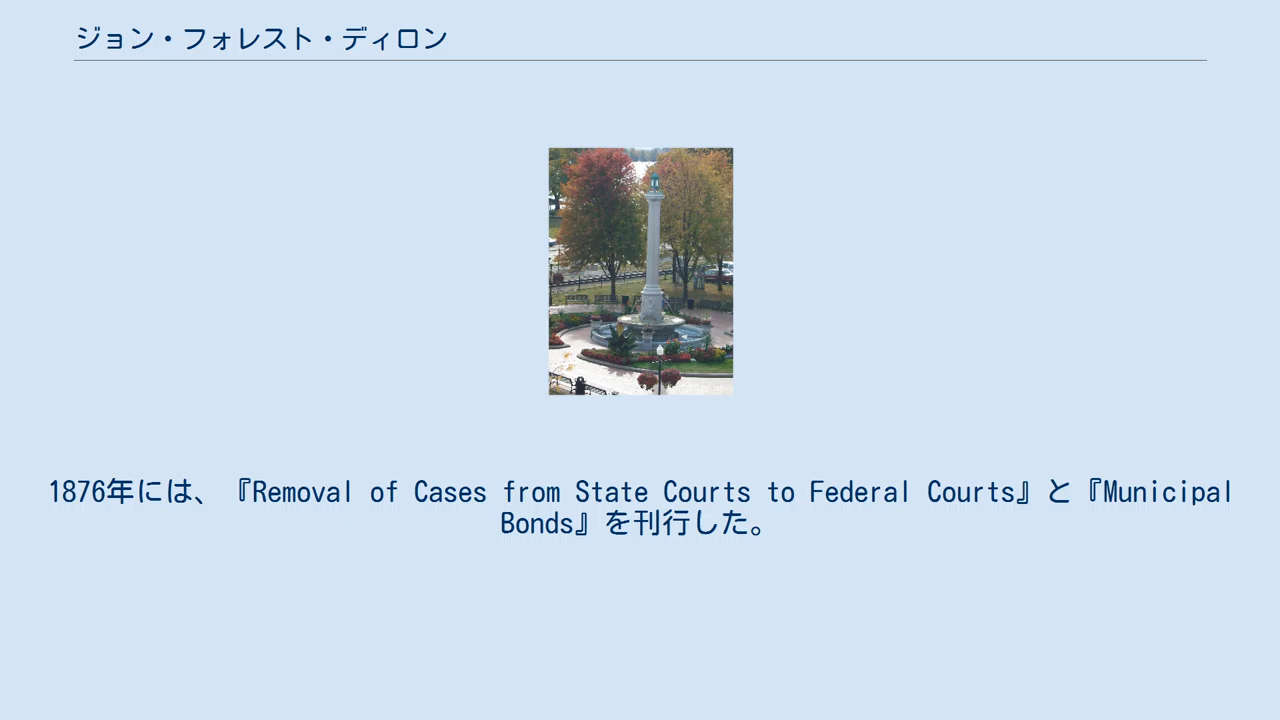 ジョン・フォレスト・ディロン
1876年には、『Removal of Cases from State Courts to Federal Courts』と『Municipal
Bonds』を刊行した。